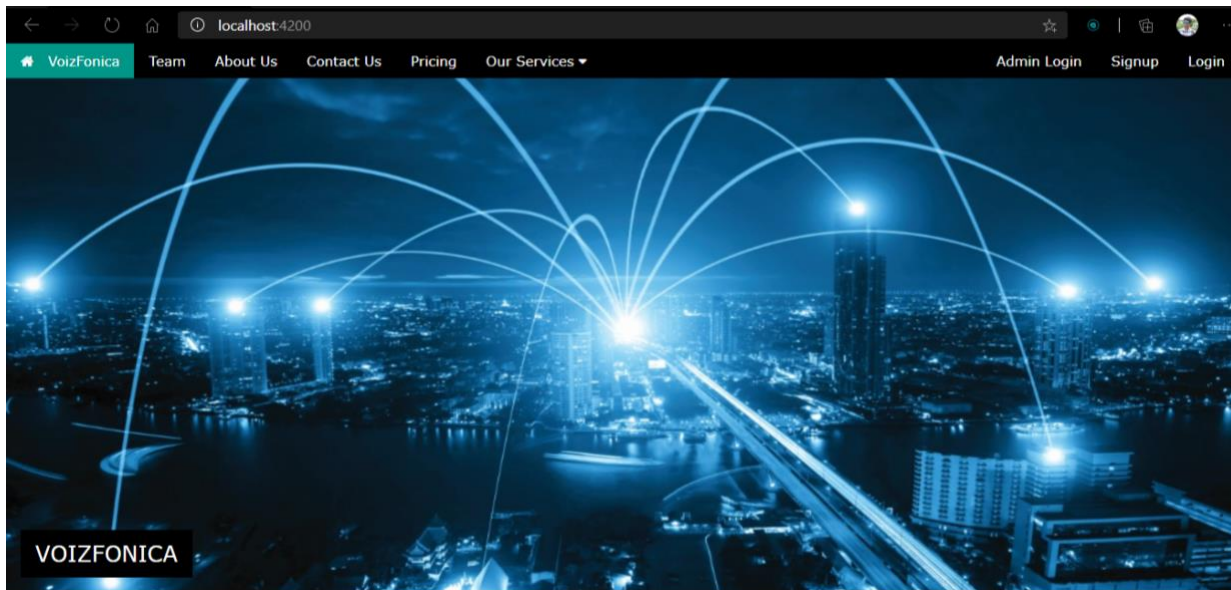 localhost:4200
VoizFonica Team About Us Contact Us Pricing Our Services Admin Login Signup Login
VOIZFONICA